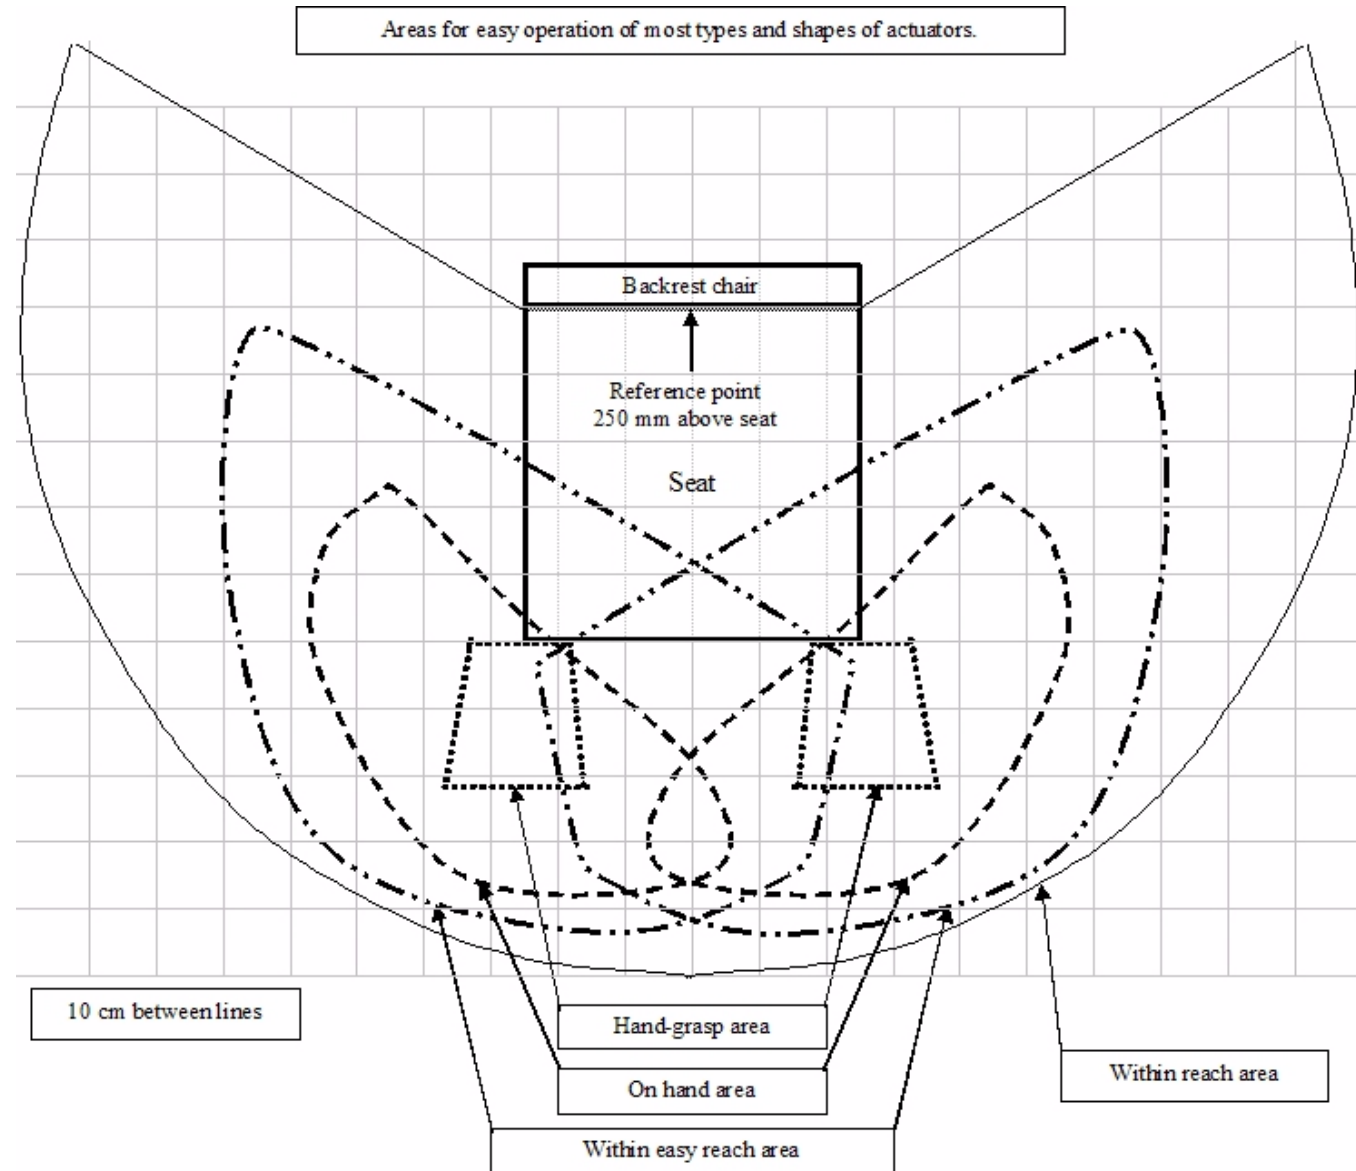 Areas for easy operation of most types and shapes of actuators.
Backrest chair
Reference point
250 mm above seat
Seat
10 cm between lines
Hand-grasp area
On hand area
Within reach area
Within easy reach area